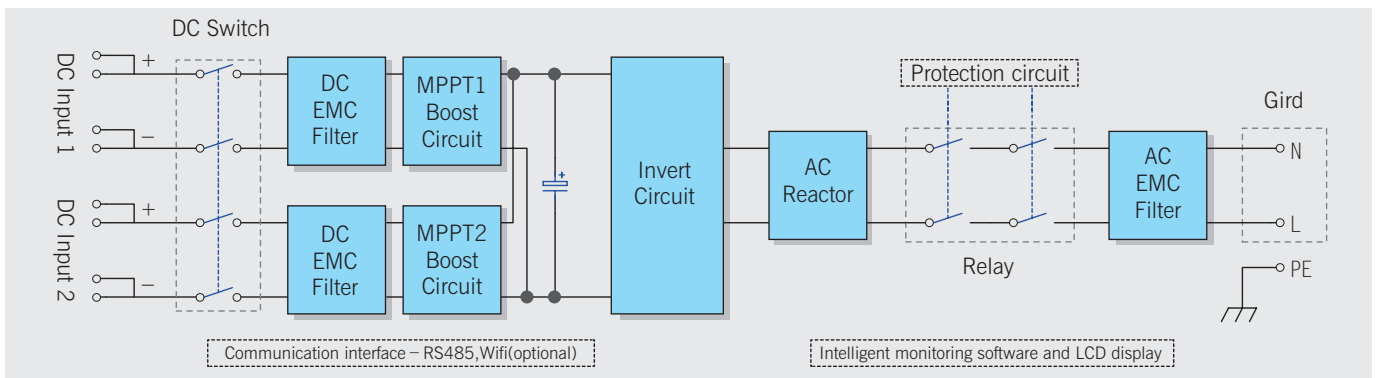 DC Switch
DC Input 1
+
−
DC
EMC
Filter
MPPT1
Boost
Circuit
DC Input 2
+
−
DC
EMC
Filter
MPPT2
Boost
Circuit
+
Invert
Circuit
AC
Reactor
Protection circuit
Relay
AC
EMC
Filter
Gird
N
L
PE
Communication interface – RS485,Wifi(optional)
Intelligent monitoring software and LCD display